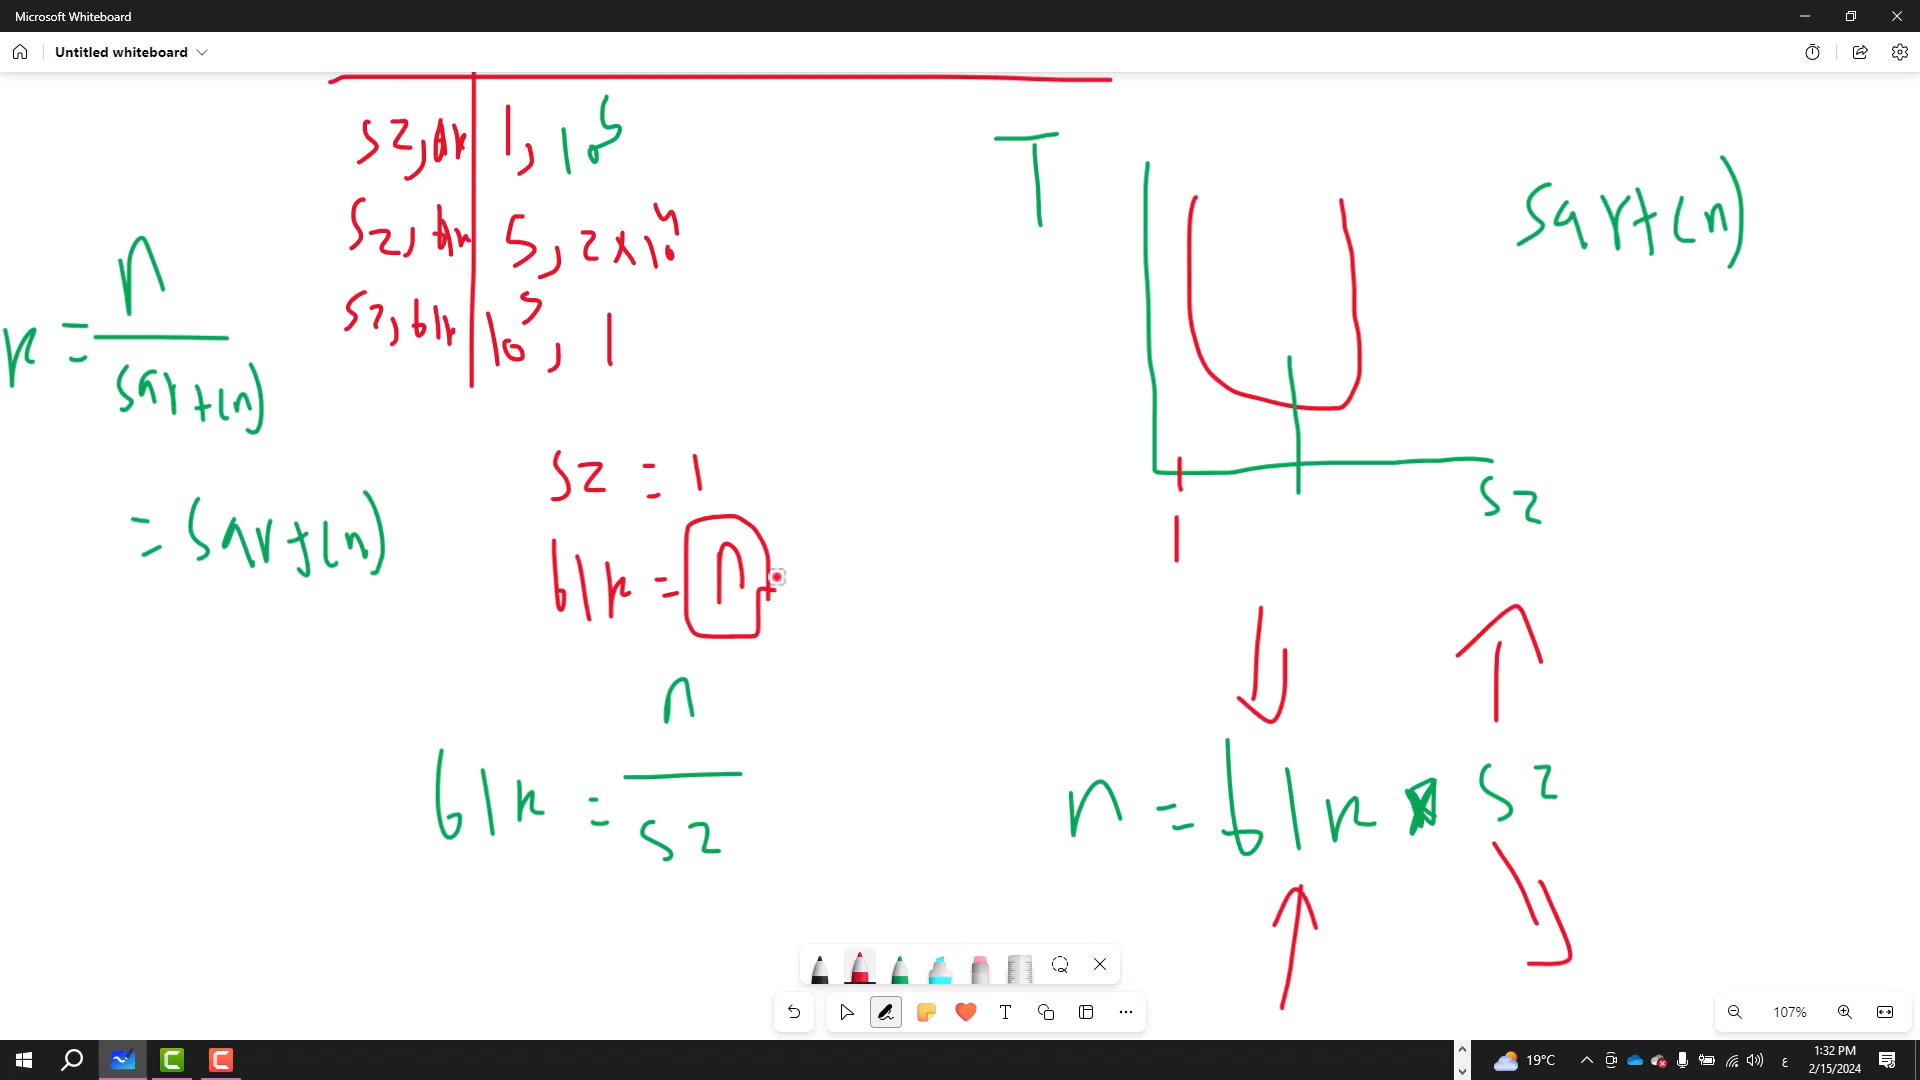 Microsoft Whiteboard
Untitled whiteboard
sz, blk 1, 10^5
sz, blk 5, 2 x 10^4
sz, blk 10^5, 1
k = n / sqrt(n)
= sqrt(n)
sz = 1
blk = n +
blk = n / sz
T
sz
1
sqrt(n)
n = blk * sz
107%
19°C
ع
1:32 PM
2/15/2024